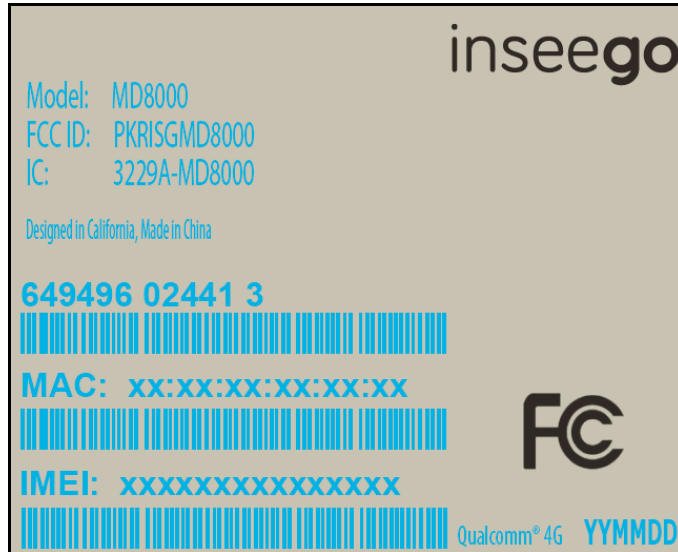 inseego
Model: MD8000
FCC ID: PKRISGMD8000
IC: 3229A-MD8000
Designed in California, Made in China
649496 02441 3
MAC: xx:xx:xx:xx:xx:xx
FC
IMEI: xxxxxxxxxxxxxxx
Qualcomm® 4G YYMMDD